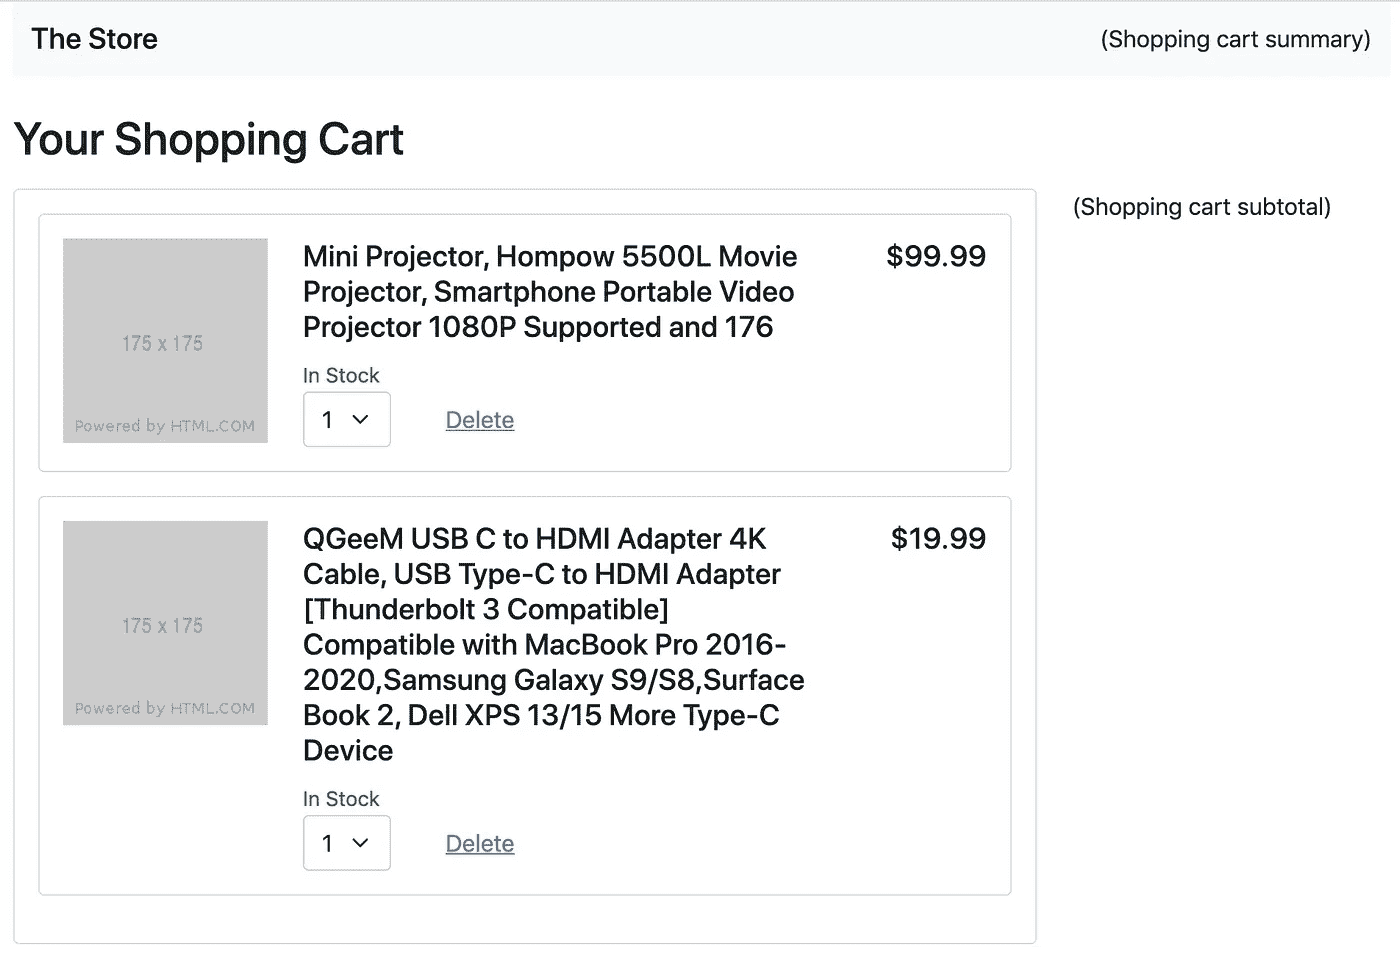 The Store
(Shopping cart summary)
Your Shopping Cart
175 x 175
Powered by HTML.COM
Mini Projector, Hompow 5500L Movie
Projector, Smartphone Portable Video
Projector 1080P Supported and 176
$99.99
In Stock
1
Delete
(Shopping cart subtotal)
175 x 175
Powered by HTML.COM
QGeeM USB C to HDMI Adapter 4K
Cable, USB Type-C to HDMI Adapter
[Thunderbolt 3 Compatible]
Compatible with MacBook Pro 2016-
2020,Samsung Galaxy S9/S8,Surface
Book 2, Dell XPS 13/15 More Type-C
Device
$19.99
In Stock
1
Delete